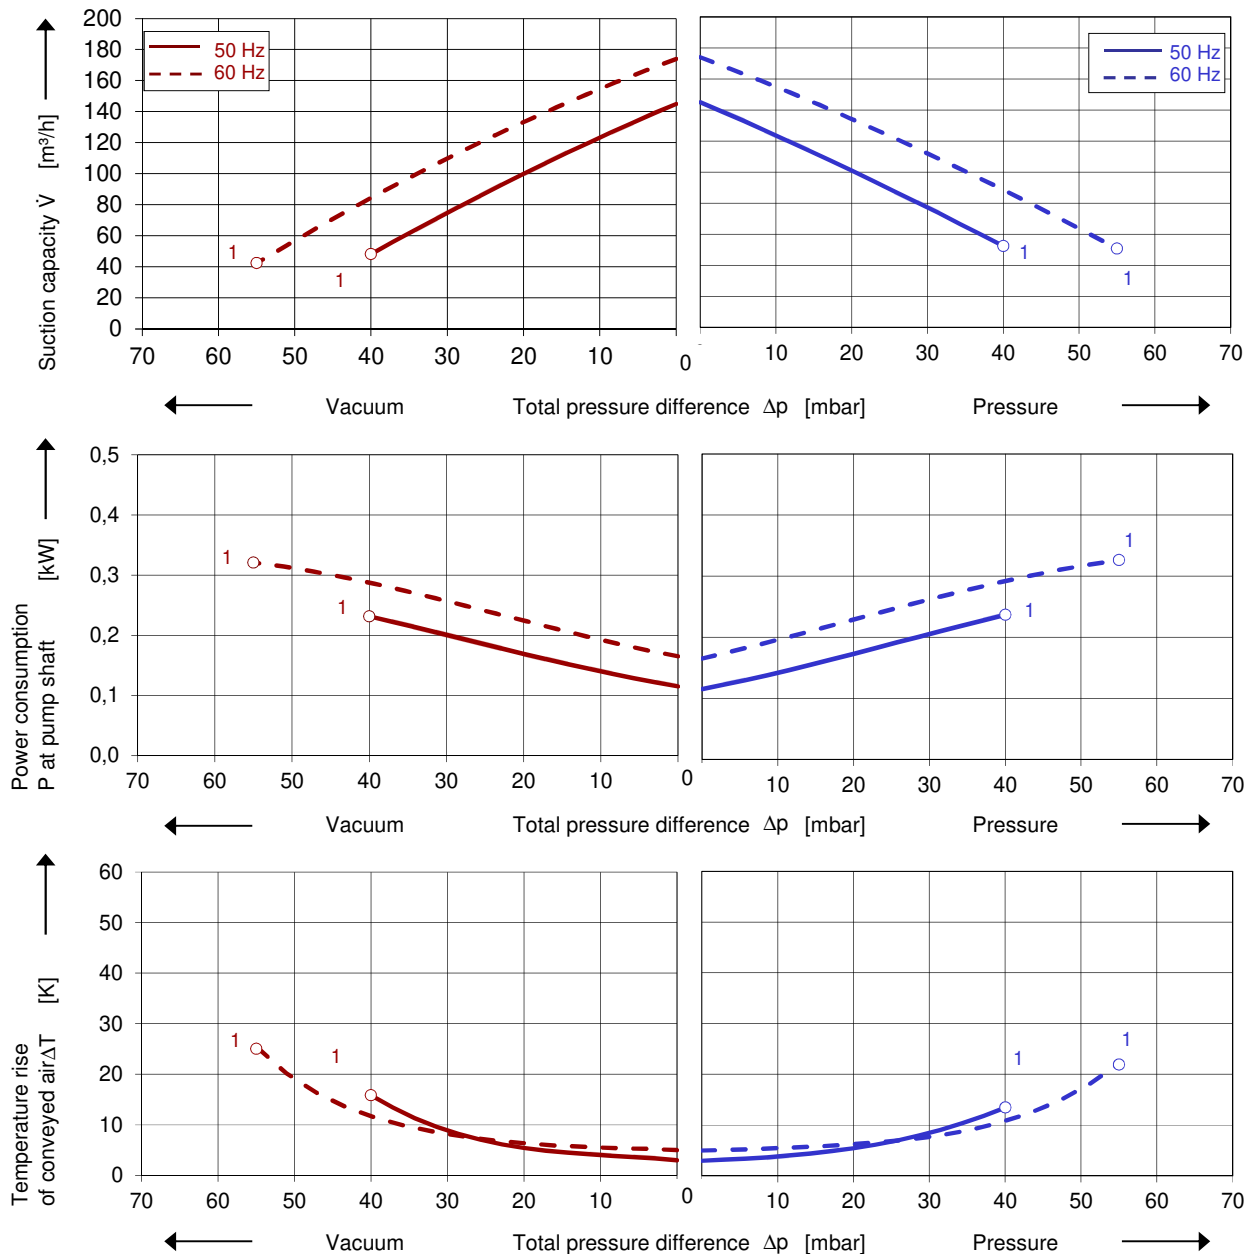 Suction capacity V̇ [m³/h]
200
180
160
140
120
100
80
60
40
20
0
50 Hz
60 Hz
1
1
70 60 50 40 30 20 10 0
50 Hz
60 Hz
1
1
10 20 30 40 50 60 70
Vacuum Total pressure difference Δp [mbar] Pressure
Power consumption
P at pump shaft [kW]
0,5
0,4
0,3
0,2
0,1
0,0
1
1
70 60 50 40 30 20 10 0
1
1
10 20 30 40 50 60 70
Vacuum Total pressure difference Δp [mbar] Pressure
Temperature rise
of conveyed airΔT [K]
60
50
40
30
20
10
0
1
1
70 60 50 40 30 20 10 0
1
1
10 20 30 40 50 60 70
Vacuum Total pressure difference Δp [mbar] Pressure